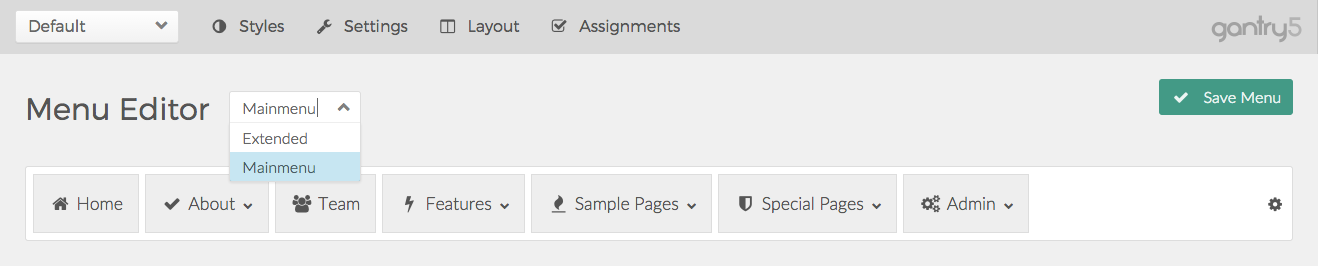 Default Styles Settings Layout Assignments gantry5
Menu Editor Mainmenu Save Menu
Extended
Mainmenu
Home About Team Features Sample Pages Special Pages Admin